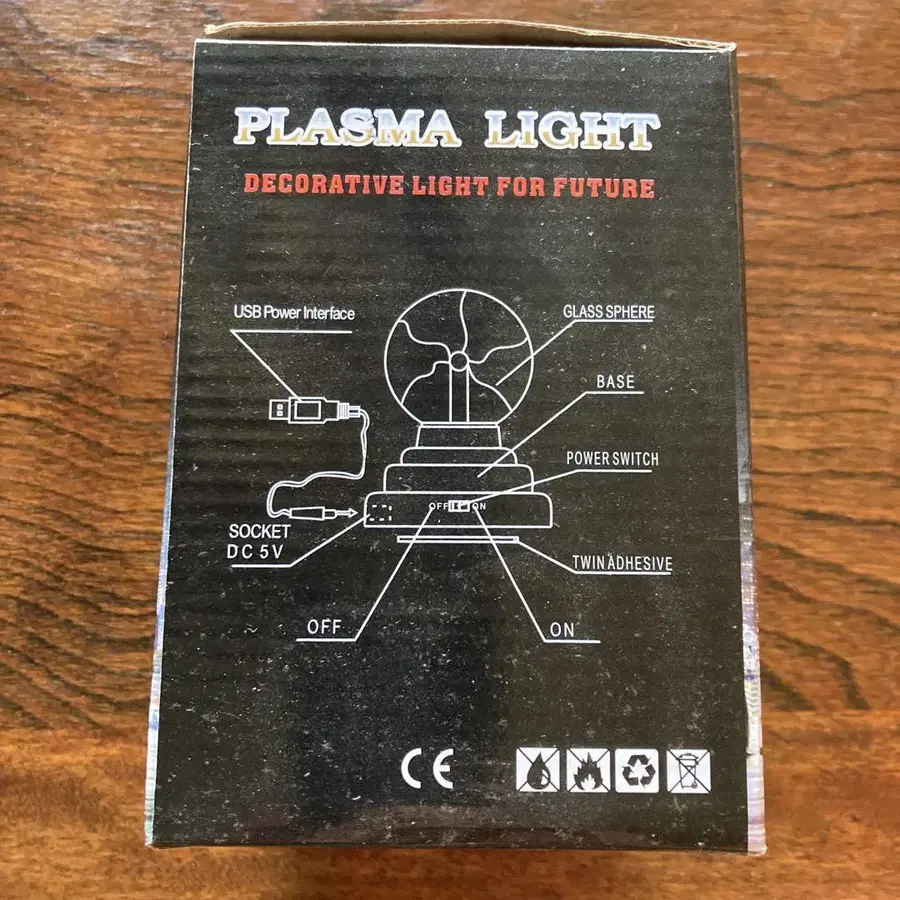 PLASMA LIGHT
DECORATIVE LIGHT FOR FUTURE
USB Power Interface
GLASS SPHERE
BASE
POWER SWITCH
OFF ON
SOCKET
DC 5V
TWIN ADHESIVE
OFF
ON
CE